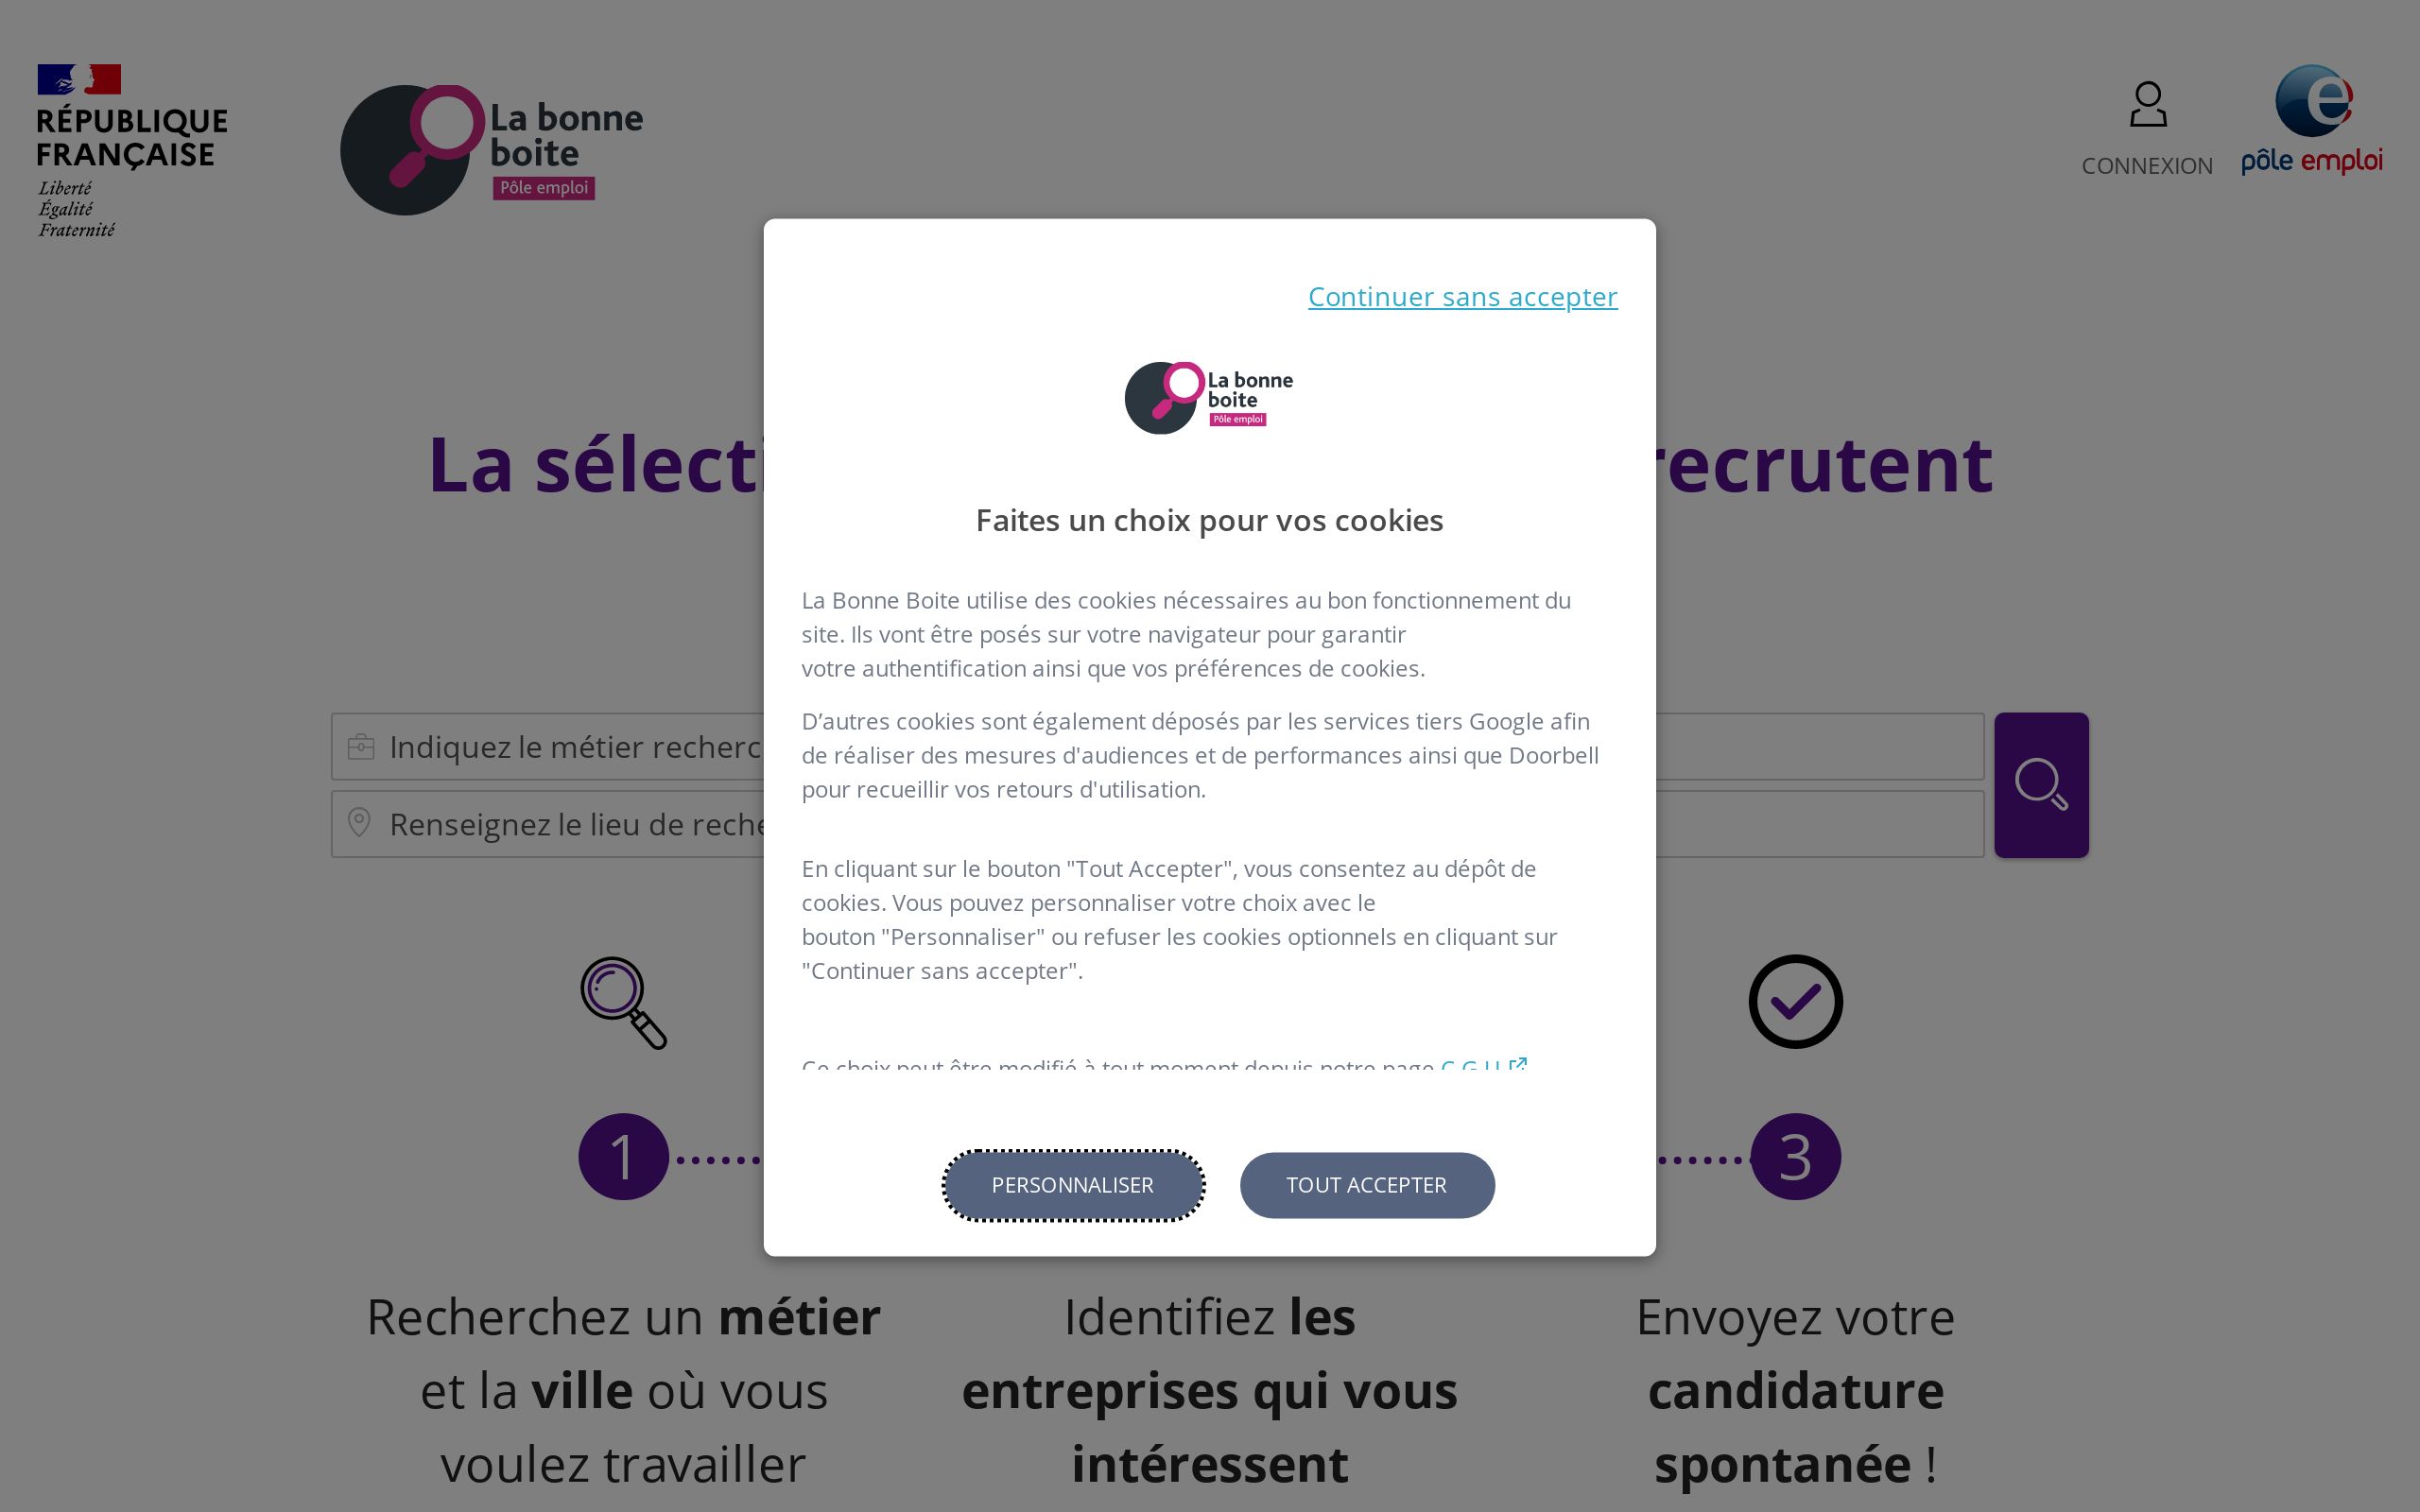 RÉPUBLIQUE
FRANÇAISE
Liberté
Égalité
Fraternité
La bonne
boite
Pôle emploi
CONNEXION
pôle emploi
Continuer sans accepter
La bonne
boite
Pôle emploi
La sélecti
recrutent
Faites un choix pour vos cookies
La Bonne Boite utilise des cookies nécessaires au bon fonctionnement du
site. Ils vont être posés sur votre navigateur pour garantir
votre authentification ainsi que vos préférences de cookies.
D’autres cookies sont également déposés par les services tiers Google afin
de réaliser des mesures d'audiences et de performances ainsi que Doorbell
pour recueillir vos retours d'utilisation.
Indiquez le métier recherc
Renseignez le lieu de reche
En cliquant sur le bouton "Tout Accepter", vous consentez au dépôt de
cookies. Vous pouvez personnaliser votre choix avec le
bouton "Personnaliser" ou refuser les cookies optionnels en cliquant sur
"Continuer sans accepter".
Ce choix peut être modifié à tout moment depuis notre page C.G.U
PERSONNALISER
TOUT ACCEPTER
1
3
Recherchez un métier
et la ville où vous
voulez travailler
Identifiez les
entreprises qui vous
intéressent
Envoyez votre
candidature
spontanée !